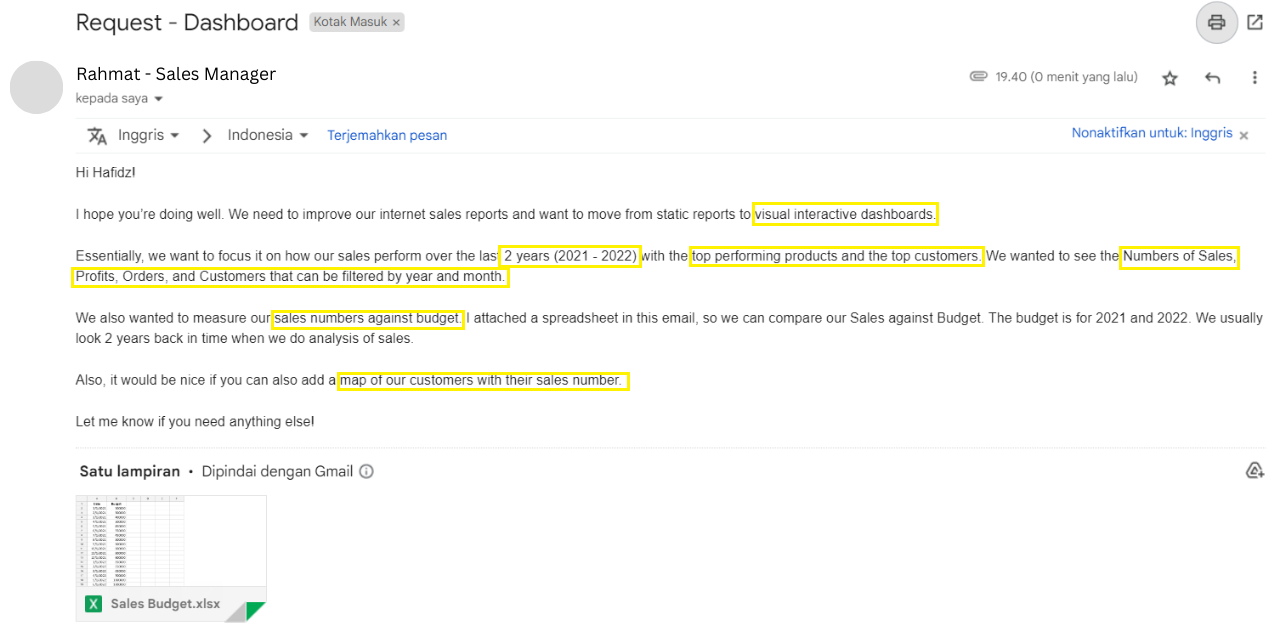 Request - Dashboard Kotak Masuk ×
Rahmat - Sales Manager
19.40 (0 menit yang lalu)
kepada saya
Inggris > Indonesia Terjemahkan pesan Nonaktifkan untuk: Inggris ×
Hi Hafidz!
I hope you're doing well. We need to improve our internet sales reports and want to move from static reports to visual interactive dashboards.
Essentially, we want to focus it on how our sales perform over the las 2 years (2021 - 2022) with the top performing products and the top customers. We wanted to see the Numbers of Sales,
Profits, Orders, and Customers that can be filtered by year and month.
We also wanted to measure our sales numbers against budget. I attached a spreadsheet in this email, so we can compare our Sales against Budget. The budget is for 2021 and 2022. We usually
look 2 years back in time when we do analysis of sales.
Also, it would be nice if you can also add a map of our customers with their sales number.
Let me know if you need anything else!
Satu lampiran • Dipindai dengan Gmail
Sales Budget.xlsx